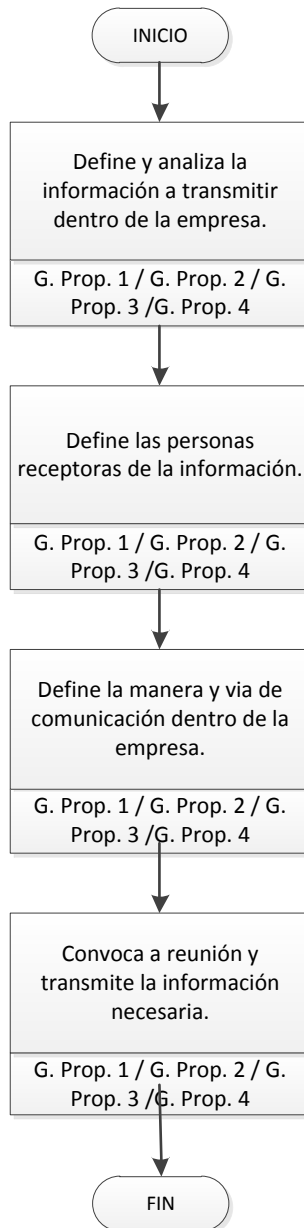 INICIO
Define y analiza la
información a transmitir
dentro de la empresa.
G. Prop. 1 / G. Prop. 2 / G.
Prop. 3 /G. Prop. 4
Define las personas
receptoras de la información.
G. Prop. 1 / G. Prop. 2 / G.
Prop. 3 /G. Prop. 4
Define la manera y via de
comunicación dentro de la
empresa.
G. Prop. 1 / G. Prop. 2 / G.
Prop. 3 /G. Prop. 4
Convoca a reunión y
transmite la información
necesaria.
G. Prop. 1 / G. Prop. 2 / G.
Prop. 3 /G. Prop. 4
FIN